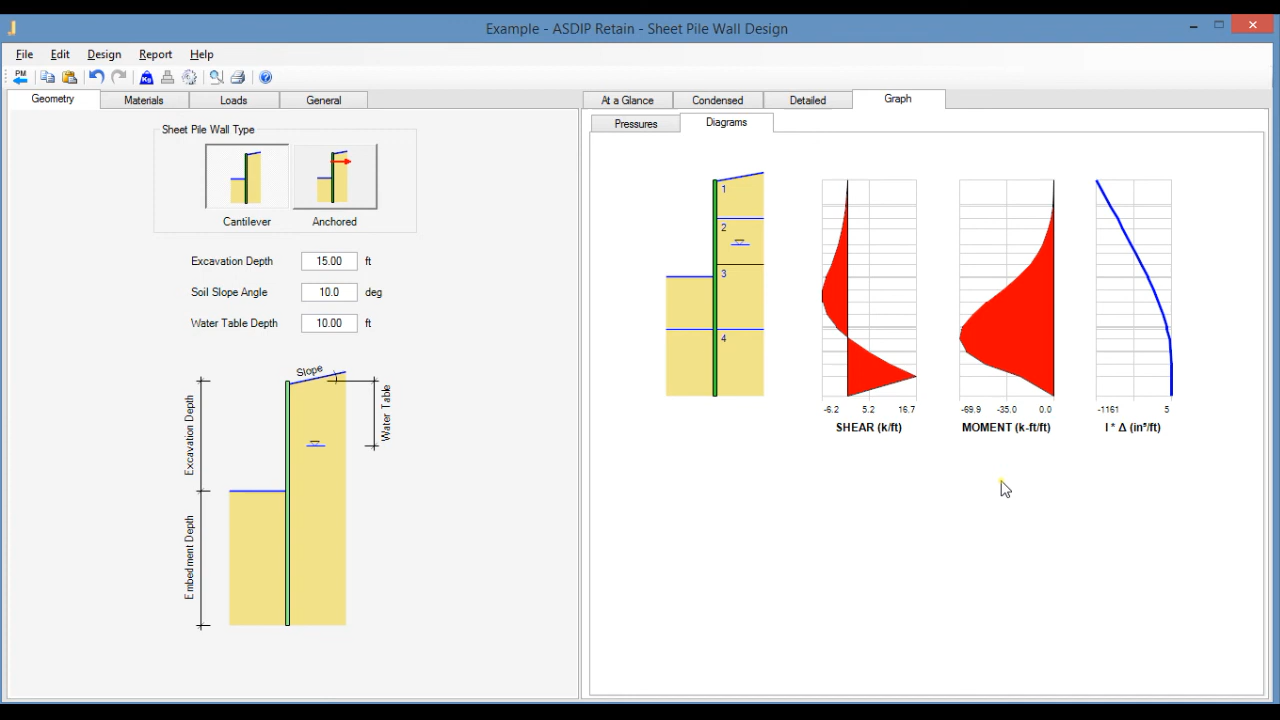 Example - ASDIP Retain - Sheet Pile Wall Design
File Edit Design Report Help
PM Kg
Geometry Materials Loads General
At a Glance Condensed Detailed Graph
Pressures Diagrams
Sheet Pile Wall Type
Cantilever Anchored
Excavation Depth 15.00 ft
Soil Slope Angle 10.0 deg
Water Table Depth 10.00 ft
Slope
Excavation Depth
Water Table
Embedment Depth
1
2
3
4
-6.2 5.2 16.7
SHEAR (k/ft)
-69.9 -35.0 0.0
MOMENT (k-ft/ft)
-1161 5
I * Δ (in⁵/ft)